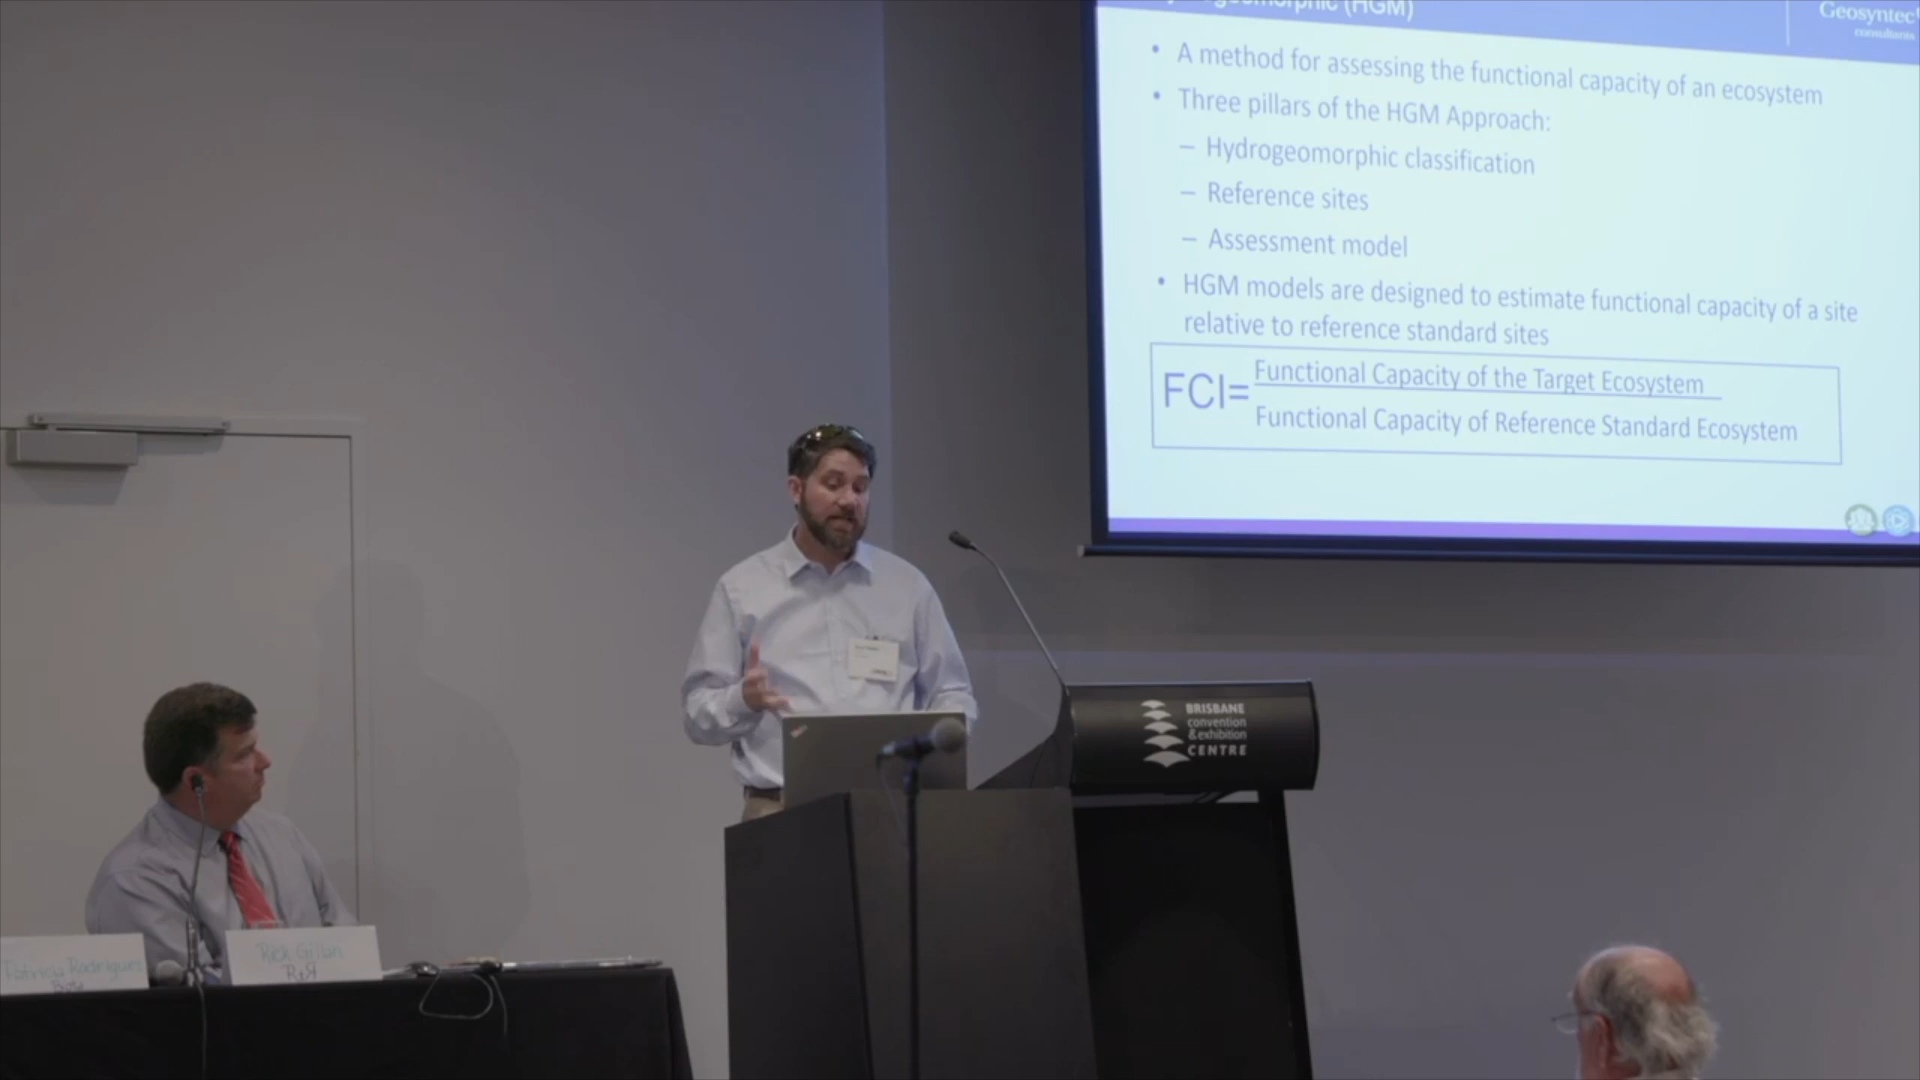 (HGM)
Geosyntec
consultants
• A method for assessing the functional capacity of an ecosystem
• Three pillars of the HGM Approach:
– Hydrogeomorphic classification
– Reference sites
– Assessment model
• HGM models are designed to estimate functional capacity of a site
relative to reference standard sites
FCI= Functional Capacity of the Target Ecosystem
Functional Capacity of Reference Standard Ecosystem
BRISBANE
convention
& exhibition
CENTRE
Patricia Rodrigues
Rick Gillan